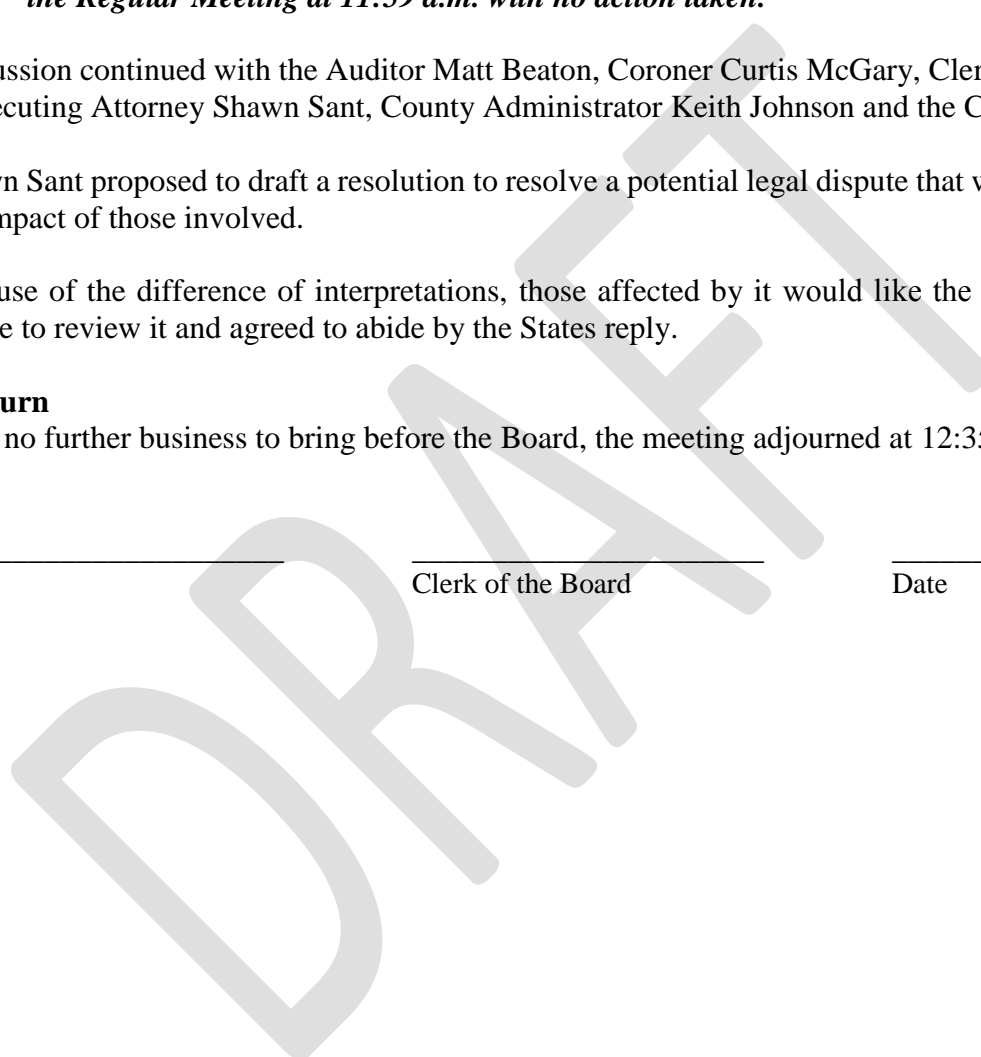 the Regular Meeting at 11:59 a.m. with no action taken.
ussion continued with the Auditor Matt Beaton, Coroner Curtis McGary, Cler
ecuting Attorney Shawn Sant, County Administrator Keith Johnson and the C
n Sant proposed to draft a resolution to resolve a potential legal dispute that w
mpact of those involved.
use of the difference of interpretations, those affected by it would like the
e to review it and agreed to abide by the States reply.
urn
no further business to bring before the Board, the meeting adjourned at 12:35
Clerk of the Board Date
DRAFT